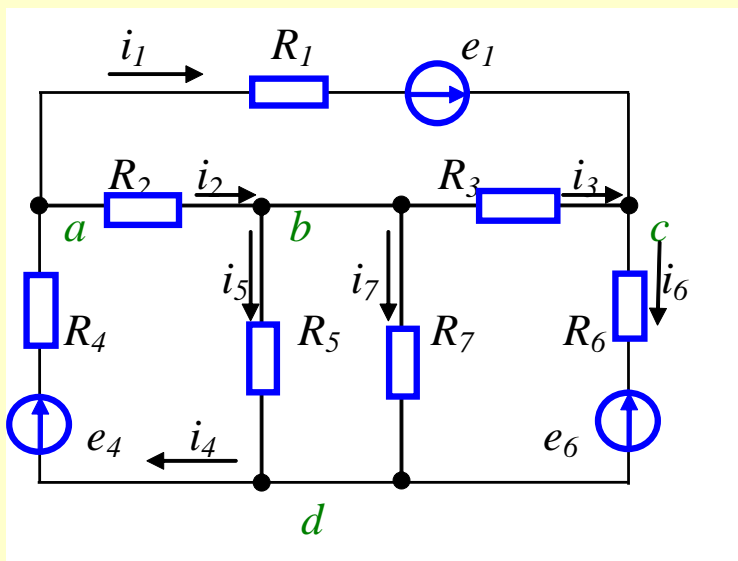 i₁ R₁ e₁
R₂ i₂ R₃ i₃
a b c
i₅ i₇ i₆
R₄ R₅ R₇ R₆
e₄ i₄ e₆
d